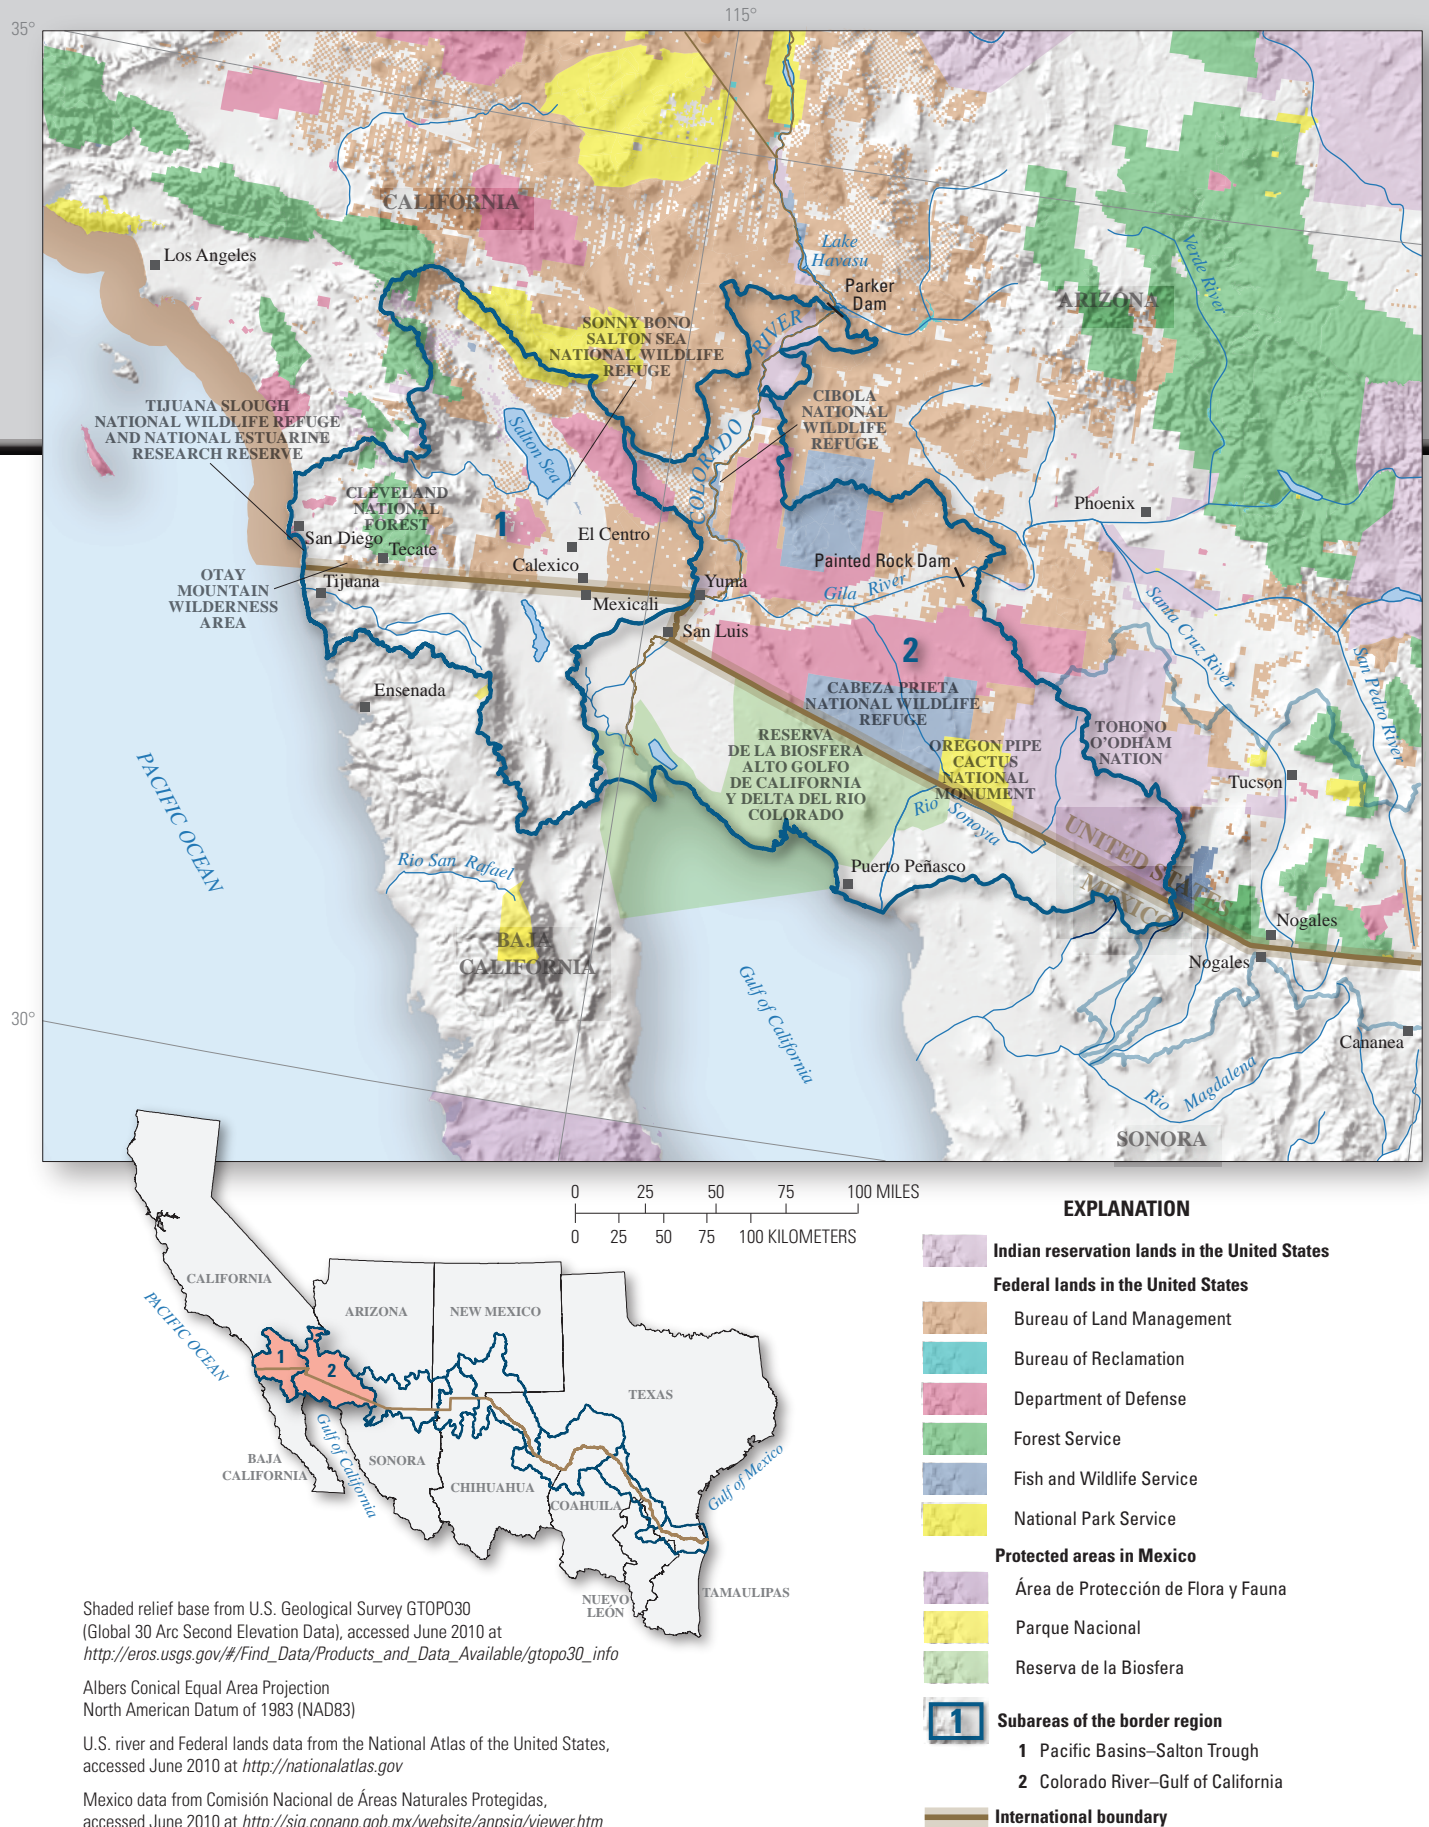 115°
35°
CALIFORNIA
Los Angeles
Lake
Havasu
Parker
Dam
Verde River
ARIZONA
SONNY BONO
SALTON SEA
NATIONAL WILDLIFE
REFUGE
COLORADO RIVER
TIJUANA SLOUGH
NATIONAL WILDLIFE REFUGE
AND NATIONAL ESTUARINE
RESEARCH RESERVE
CIBOLA
NATIONAL
WILDLIFE
REFUGE
Salton Sea
CLEVELAND
NATIONAL
FOREST
1
Phoenix
San Diego
Tecate
El Centro
Calexico
Painted Rock Dam
OTAY
MOUNTAIN
WILDERNESS
AREA
Tijuana
Mexicali
Yuma
Gila River
San Luis
Santa Cruz River
San Pedro River
2
Ensenada
CABEZA PRIETA
NATIONAL WILDLIFE
REFUGE
RESERVA
DE LA BIOSFERA
ALTO GOLFO
DE CALIFORNIA
Y DELTA DEL RIO
COLORADO
OREGON PIPE
CACTUS
NATIONAL
MONUMENT
TOHONO
O'ODHAM
NATION
Tucson
PACIFIC OCEAN
Rio Sonoyta
UNITED STATES
MEXICO
Rio San Rafael
Puerto Peñasco
BAJA
CALIFORNIA
Nogales
Nogales
Gulf of California
30°
Cananea
Rio Magdalena
SONORA
0 25 50 75 100 MILES
0 25 50 75 100 KILOMETERS
CALIFORNIA
ARIZONA
NEW MEXICO
PACIFIC OCEAN
1
2
TEXAS
BAJA
CALIFORNIA
Gulf of California
SONORA
CHIHUAHUA
COAHUILA
Gulf of Mexico
NUEVO
LEÓN
TAMAULIPAS
EXPLANATION
Indian reservation lands in the United States
Federal lands in the United States
Bureau of Land Management
Bureau of Reclamation
Department of Defense
Forest Service
Fish and Wildlife Service
National Park Service
Protected areas in Mexico
Área de Protección de Flora y Fauna
Parque Nacional
Reserva de la Biosfera
1 Subareas of the border region
1 Pacific Basins–Salton Trough
2 Colorado River–Gulf of California
International boundary
Shaded relief base from U.S. Geological Survey GTOPO30
(Global 30 Arc Second Elevation Data), accessed June 2010 at
http://eros.usgs.gov/#/Find_Data/Products_and_Data_Available/gtopo30_info
Albers Conical Equal Area Projection
North American Datum of 1983 (NAD83)
U.S. river and Federal lands data from the National Atlas of the United States,
accessed June 2010 at http://nationalatlas.gov
Mexico data from Comisión Nacional de Áreas Naturales Protegidas,
accessed June 2010 at http://sig.conanp.gob.mx/website/anpsig/viewer.htm